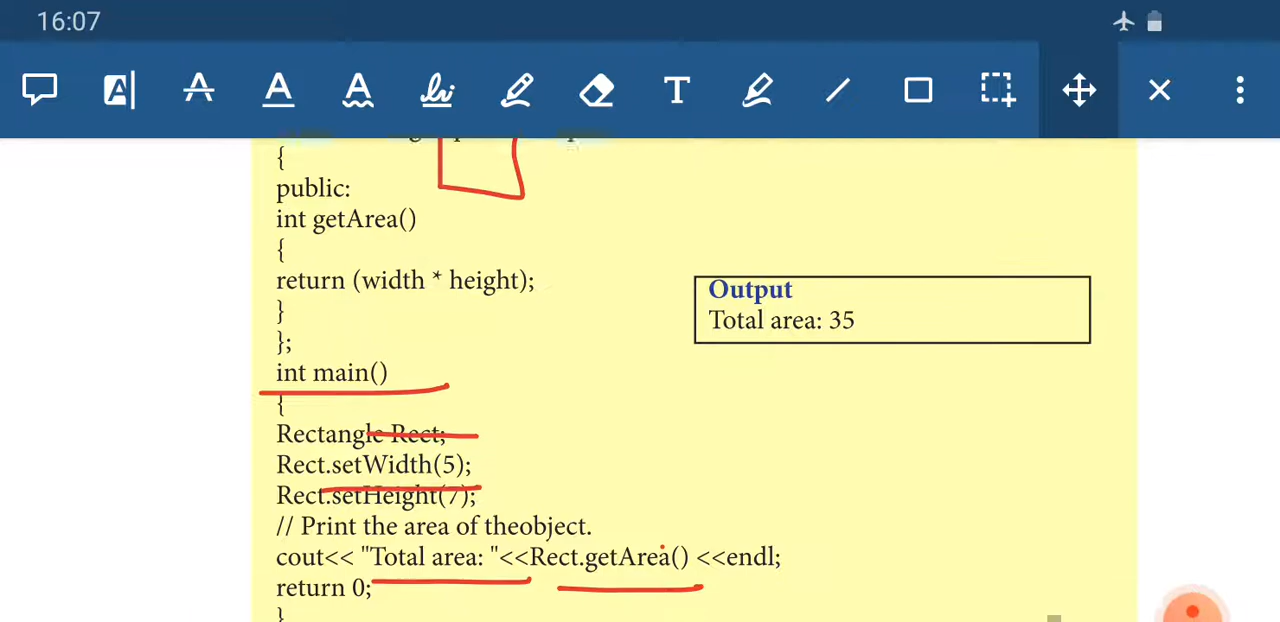 16:07
{
public:
int getArea()
{
return (width * height);
}
};
Output
Total area: 35
int main()
{
Rectangle Rect;
Rect.setWidth(5);
Rect.setHeight(7);
// Print the area of theobject.
cout<< "Total area: "<<Rect.getArea() <<endl;
return 0;
}